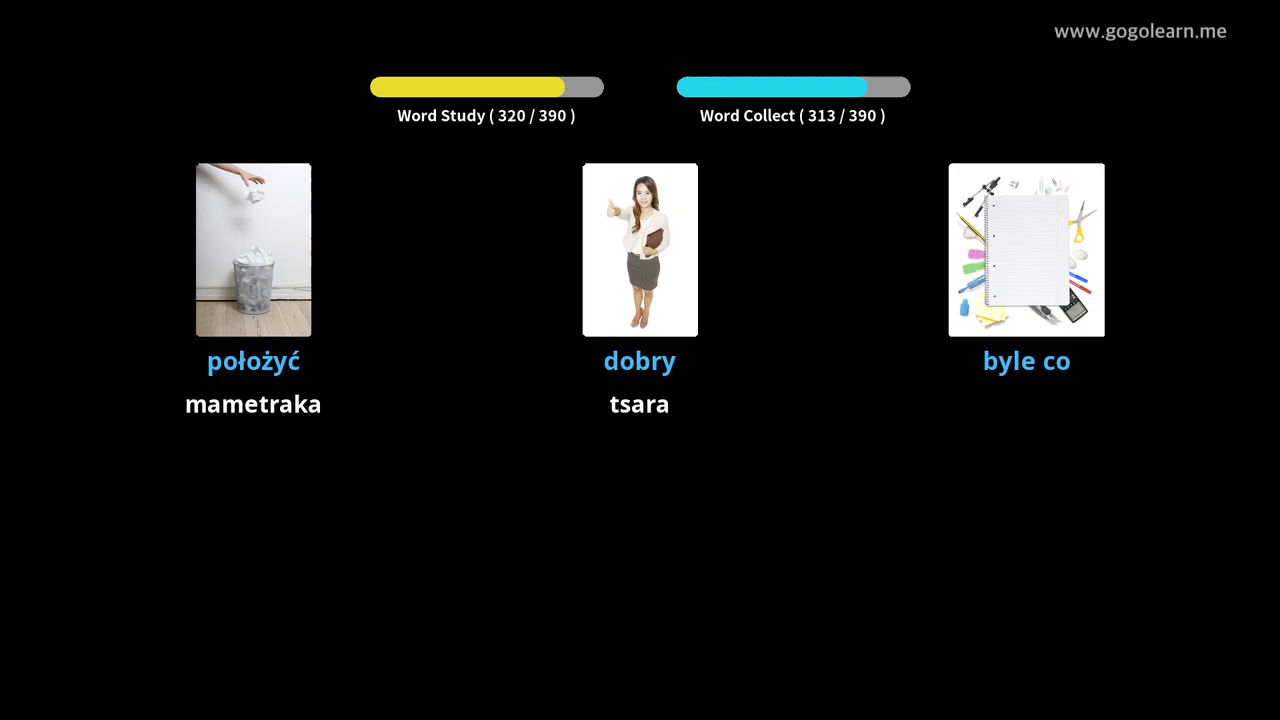 www.gogolearn.me
Word Study ( 320 / 390 )
Word Collect ( 313 / 390 )
położyć
dobry
byle co
mametraka
tsara